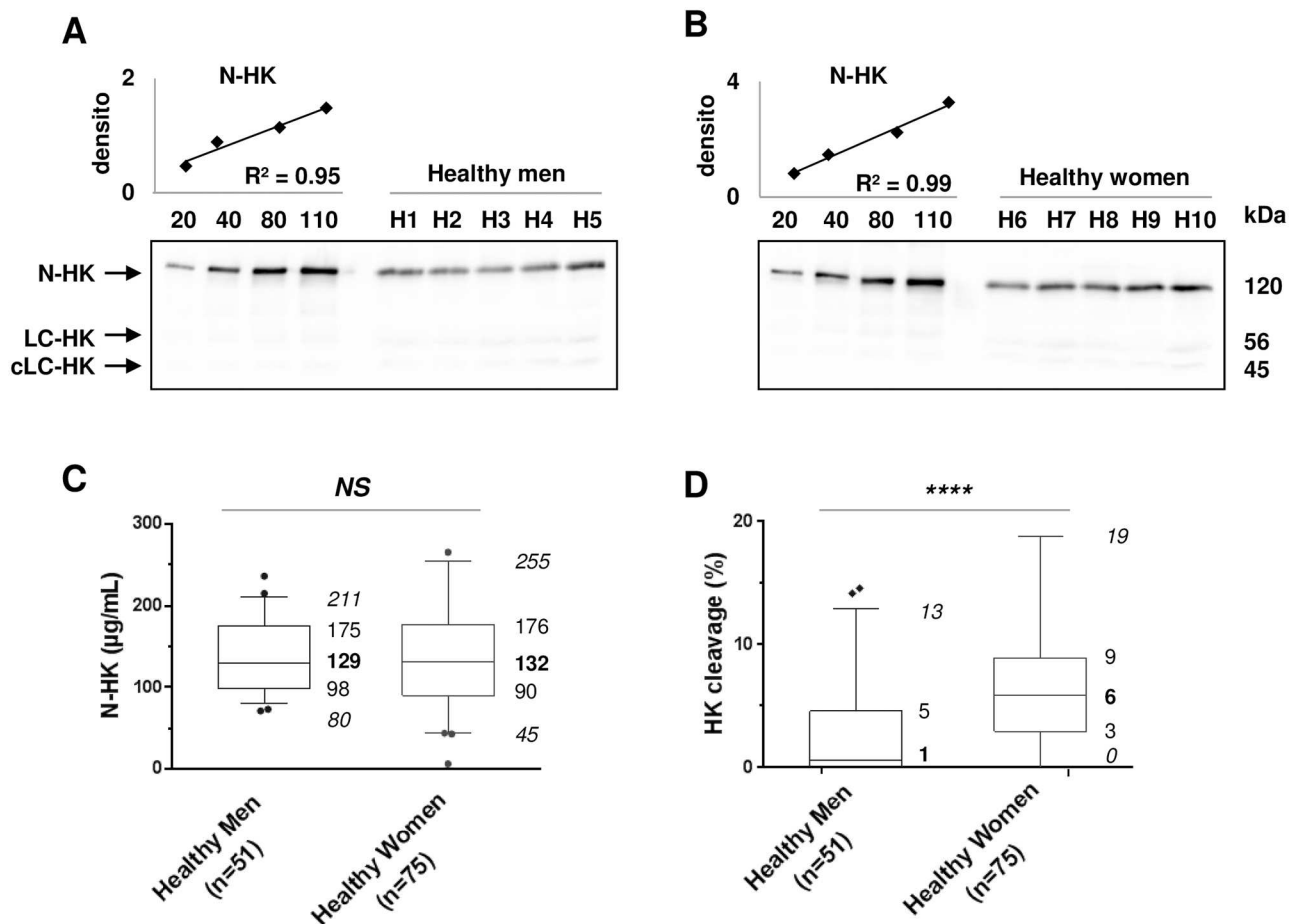 A
2
N-HK
densito
R² = 0.95
0
Healthy men
20 40 80 110 H1 H2 H3 H4 H5
N-HK
LC-HK
cLC-HK
B
4
N-HK
densito
R² = 0.99
0
Healthy women
20 40 80 110 H6 H7 H8 H9 H10 kDa
120
56
45
C
NS
300
200
100
0
N-HK (µg/mL)
211
175
129
98
80
255
176
132
90
45
Healthy Men
(n=51)
Healthy Women
(n=75)
D
****
20
10
0
HK cleavage (%)
13
5
1
19
9
6
3
0
Healthy Men
(n=51)
Healthy Women
(n=75)